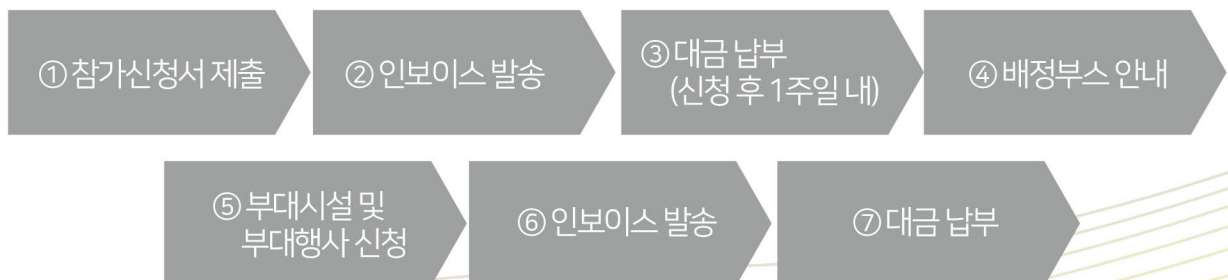 ① 참가신청서 제출
② 인보이스 발송
③ 대금 납부
(신청 후 1주일 내)
④ 배정부스 안내
⑤ 부대시설 및
부대행사 신청
⑥ 인보이스 발송
⑦ 대금 납부